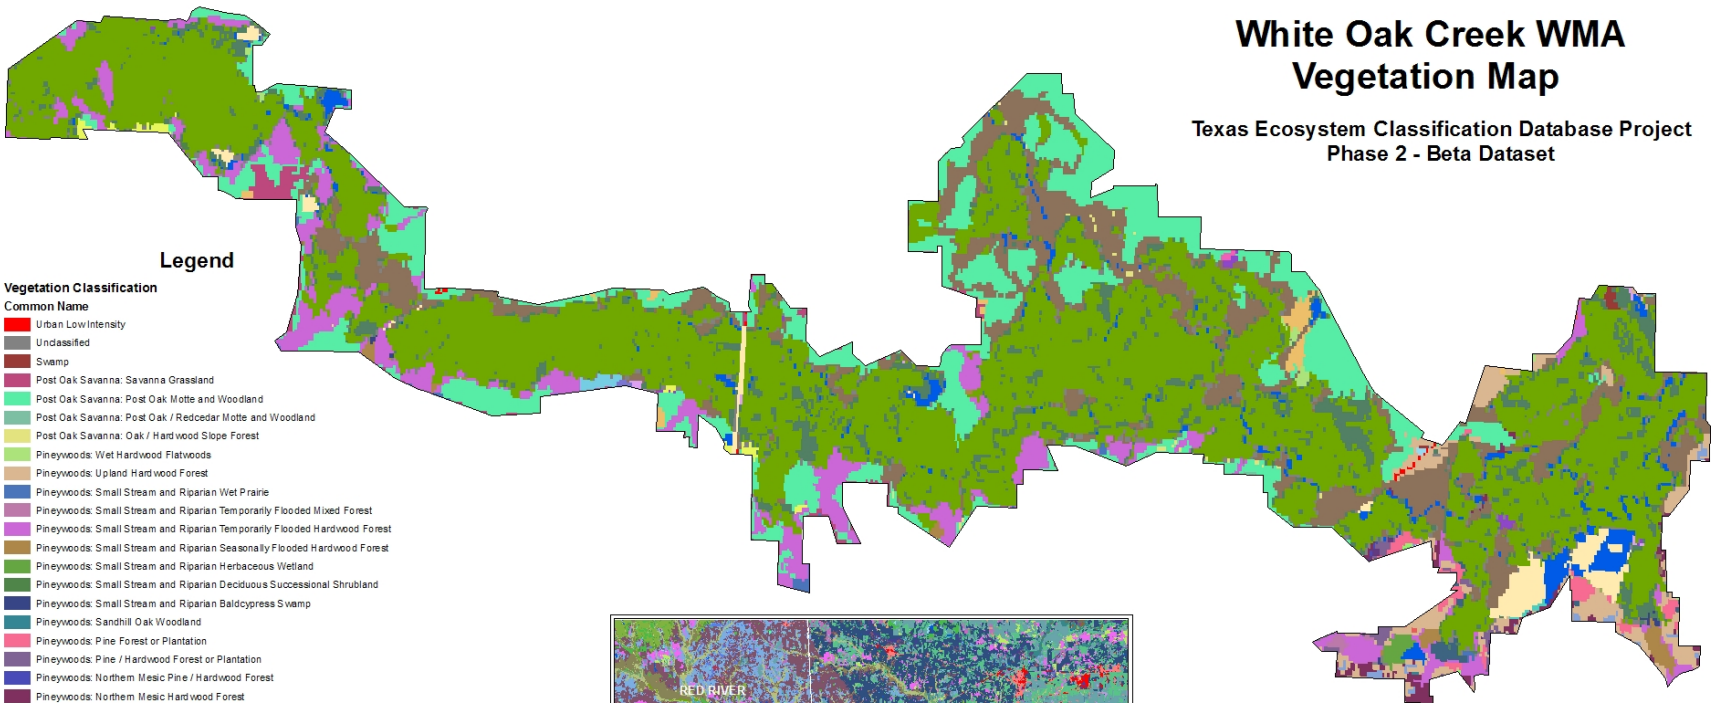 White Oak Creek WMA
Vegetation Map
Texas Ecosystem Classification Database Project
Phase 2 - Beta Dataset
Legend
Vegetation Classification
Common Name
Urban Low Intensity
Unclassified
Swamp
Post Oak Savanna: Savanna Grassland
Post Oak Savanna: Post Oak Motte and Woodland
Post Oak Savanna: Post Oak / Redcedar Motte and Woodland
Post Oak Savanna: Oak / Hardwood Slope Forest
Pineywoods: Wet Hardwood Flatwoods
Pineywoods: Upland Hardwood Forest
Pineywoods: Small Stream and Riparian Wet Prairie
Pineywoods: Small Stream and Riparian Temporarily Flooded Mixed Forest
Pineywoods: Small Stream and Riparian Temporarily Flooded Hardwood Forest
Pineywoods: Small Stream and Riparian Seasonally Flooded Hardwood Forest
Pineywoods: Small Stream and Riparian Herbaceous Wetland
Pineywoods: Small Stream and Riparian Deciduous Successional Shrubland
Pineywoods: Small Stream and Riparian Baldcypress Swamp
Pineywoods: Sandhill Oak Woodland
Pineywoods: Pine Forest or Plantation
Pineywoods: Pine / Hardwood Forest or Plantation
Pineywoods: Northern Mesic Pine / Hardwood Forest
Pineywoods: Northern Mesic Hardwood Forest
RED RIVER